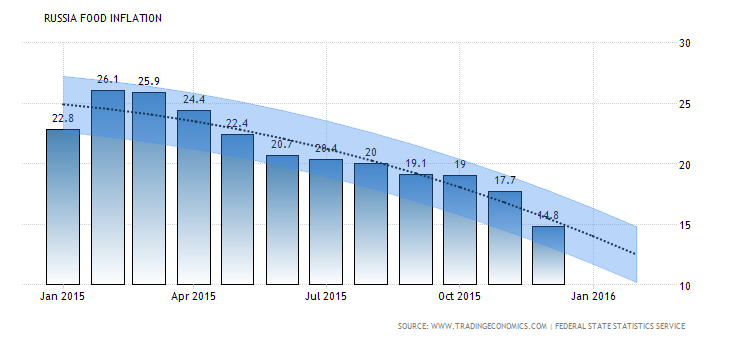 RUSSIA FOOD INFLATION
30
25
20
15
10
22.8
26.1
25.9
24.4
22.4
20.7
20.4
20
19.1
19
17.7
14.8
Jan 2015
Apr 2015
Jul 2015
Oct 2015
Jan 2016
SOURCE: WWW.TRADINGECONOMICS.COM | FEDERAL STATE STATISTICS SERVICE